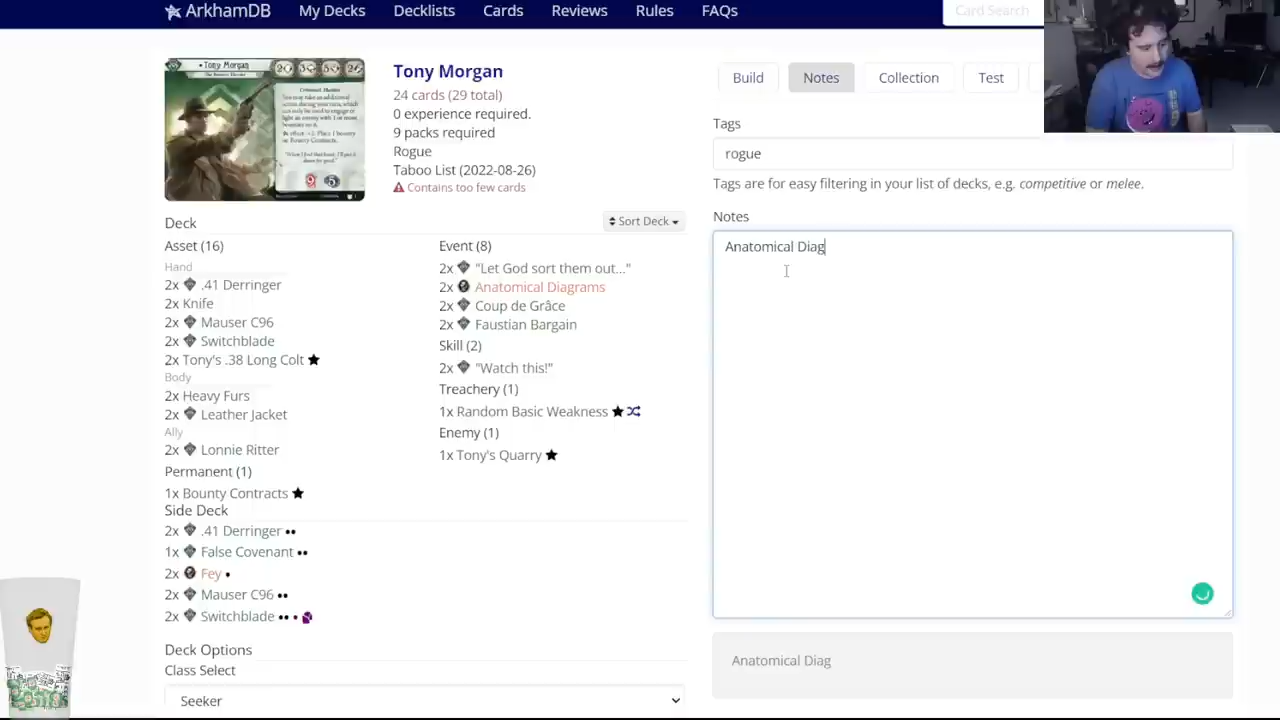 ArkhamDB My Decks Decklists Cards Reviews Rules FAQs Card Search
Tony Morgan
Tony Morgan
24 cards (29 total)
0 experience required.
9 packs required
Rogue
Taboo List (2022-08-26)
Contains too few cards
Build Notes Collection Test
Tags
rogue
Tags are for easy filtering in your list of decks, e.g. competitive or melee.
Notes
Anatomical Diag
Anatomical Diag
Deck
Sort Deck
Asset (16)
Hand
2x .41 Derringer
2x Knife
2x Mauser C96
2x Switchblade
2x Tony's .38 Long Colt
Body
2x Heavy Furs
2x Leather Jacket
Ally
2x Lonnie Ritter
Permanent (1)
1x Bounty Contracts
Event (8)
2x "Let God sort them out..."
2x Anatomical Diagrams
2x Coup de Grâce
2x Faustian Bargain
Skill (2)
2x "Watch this!"
Treachery (1)
1x Random Basic Weakness
Enemy (1)
1x Tony's Quarry
Side Deck
2x .41 Derringer ••
1x False Covenant ••
2x Fey •
2x Mauser C96 ••
2x Switchblade •• •
Deck Options
Class Select
Seeker